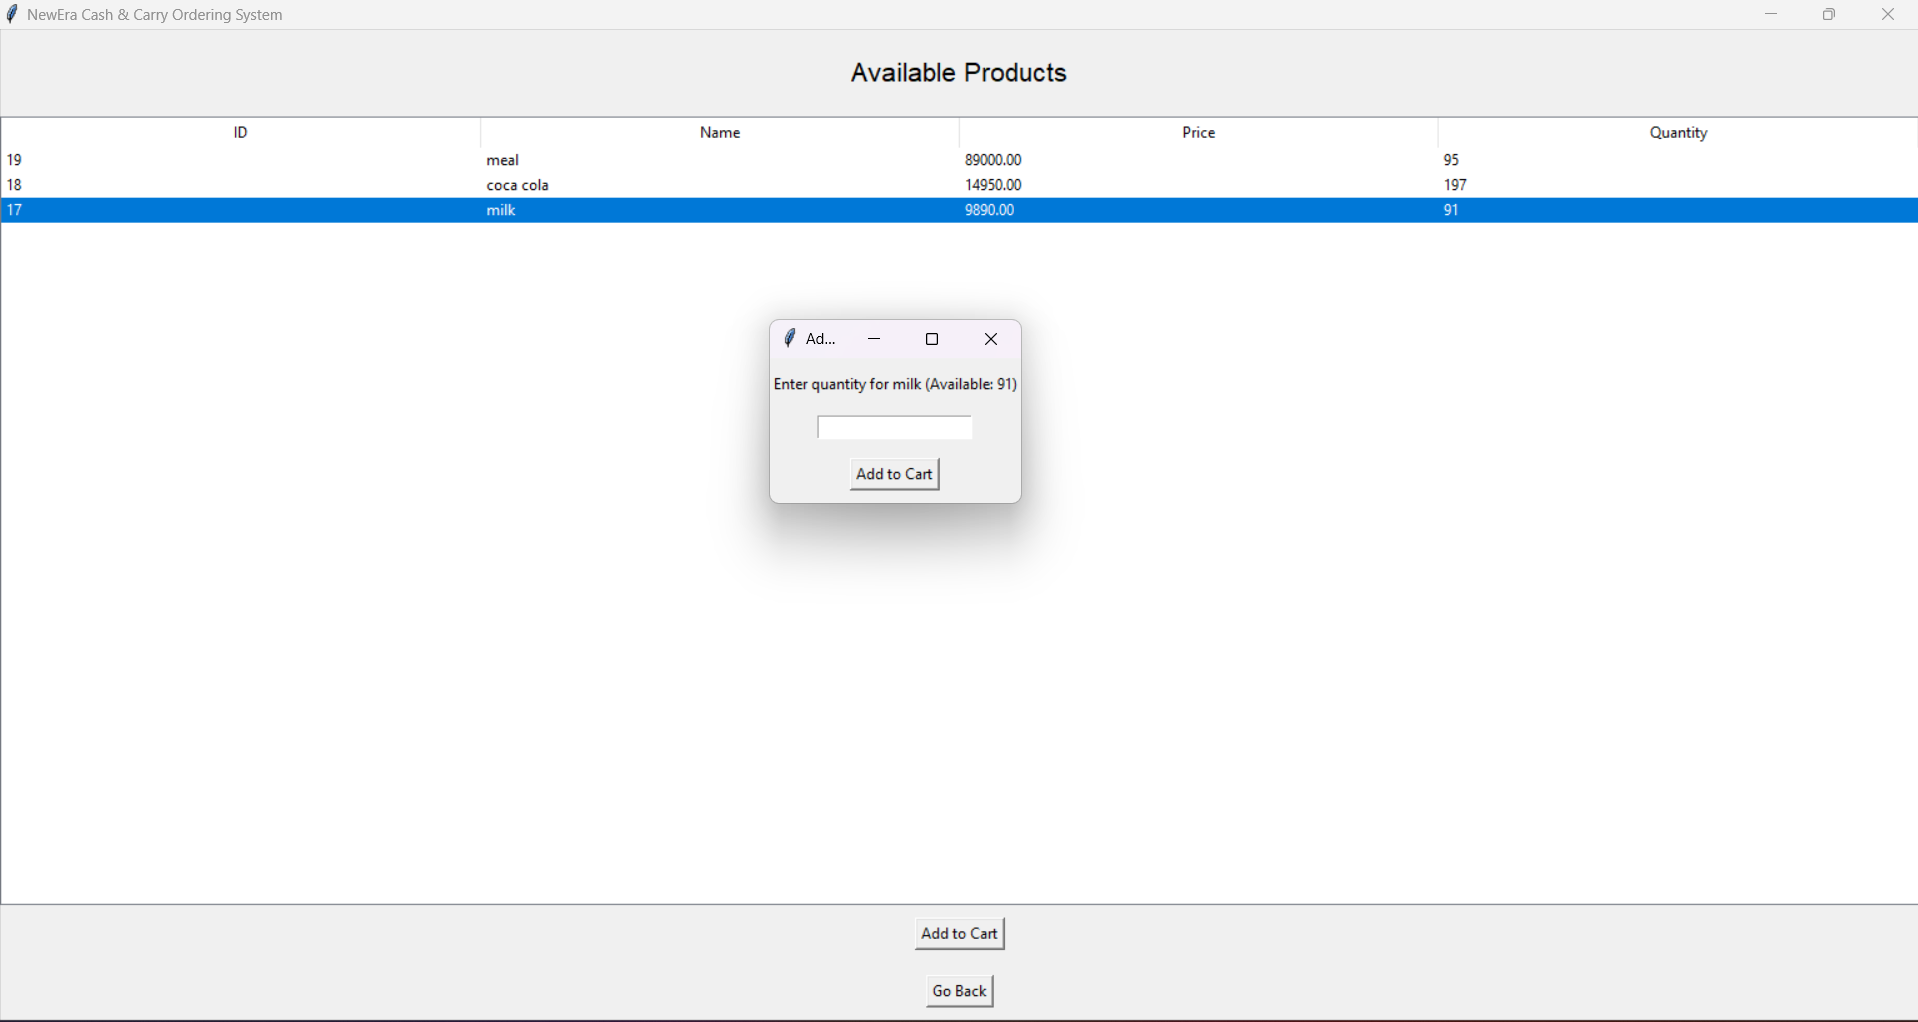 NewEra Cash & Carry Ordering System
Available Products
ID Name Price Quantity
19 meal 89000.00 95
18 coca cola 14950.00 197
17 milk 9890.00 91
Ad...
Enter quantity for milk (Available: 91)
Add to Cart
Add to Cart
Go Back